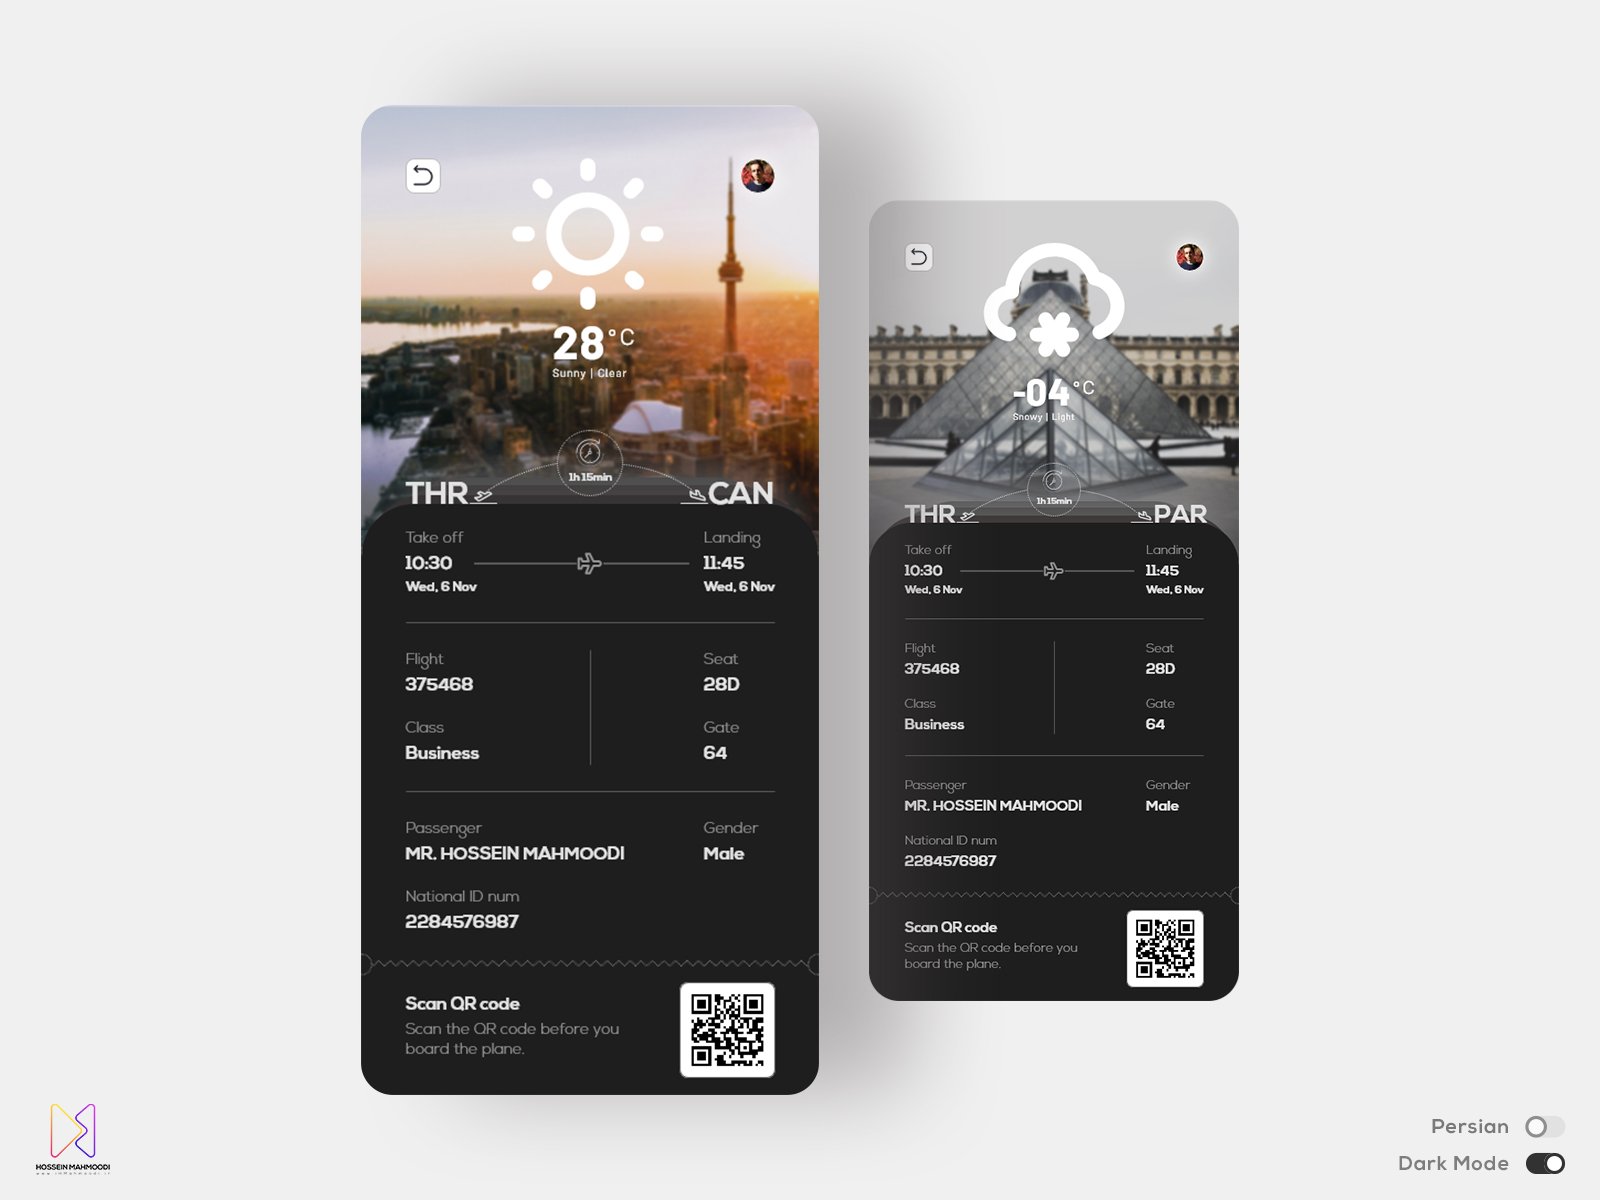 28°C
Sunny | Clear
1h 15min
THR CAN
Take off Landing
10:30 11:45
Wed, 6 Nov Wed, 6 Nov
Flight Seat
375468 28D
Class Gate
Business 64
Passenger Gender
MR. HOSSEIN MAHMOODI Male
National ID num
2284576987
Scan QR code
Scan the QR code before you
board the plane.
-04°C
Snowy | Light
1h 15min
THR PAR
Take off Landing
10:30 11:45
Wed, 6 Nov Wed, 6 Nov
Flight Seat
375468 28D
Class Gate
Business 64
Passenger Gender
MR. HOSSEIN MAHMOODI Male
National ID num
2284576987
Scan QR code
Scan the QR code before you
board the plane.
HOSSEIN MAHMOODI
Persian
Dark Mode